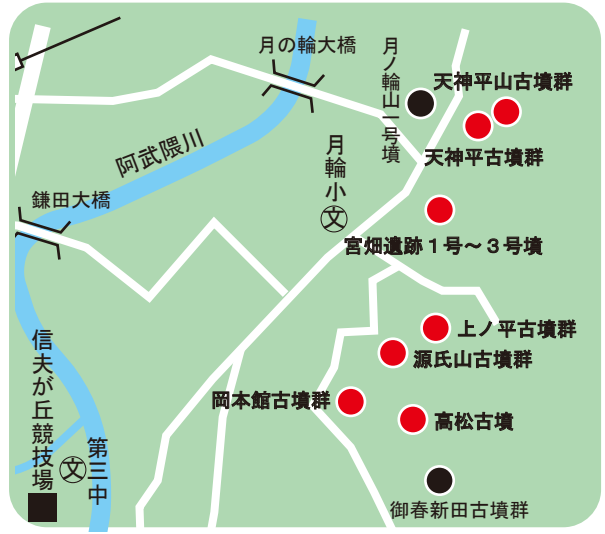 月の輪大橋
月ノ輪山一号墳
天神平山古墳群
天神平古墳群
阿武隈川
月輪小
文
鎌田大橋
宮畑遺跡1号〜3号墳
上ノ平古墳群
源氏山古墳群
岡本館古墳群
高松古墳
信夫が丘競技場
第三中
文
御春新田古墳群